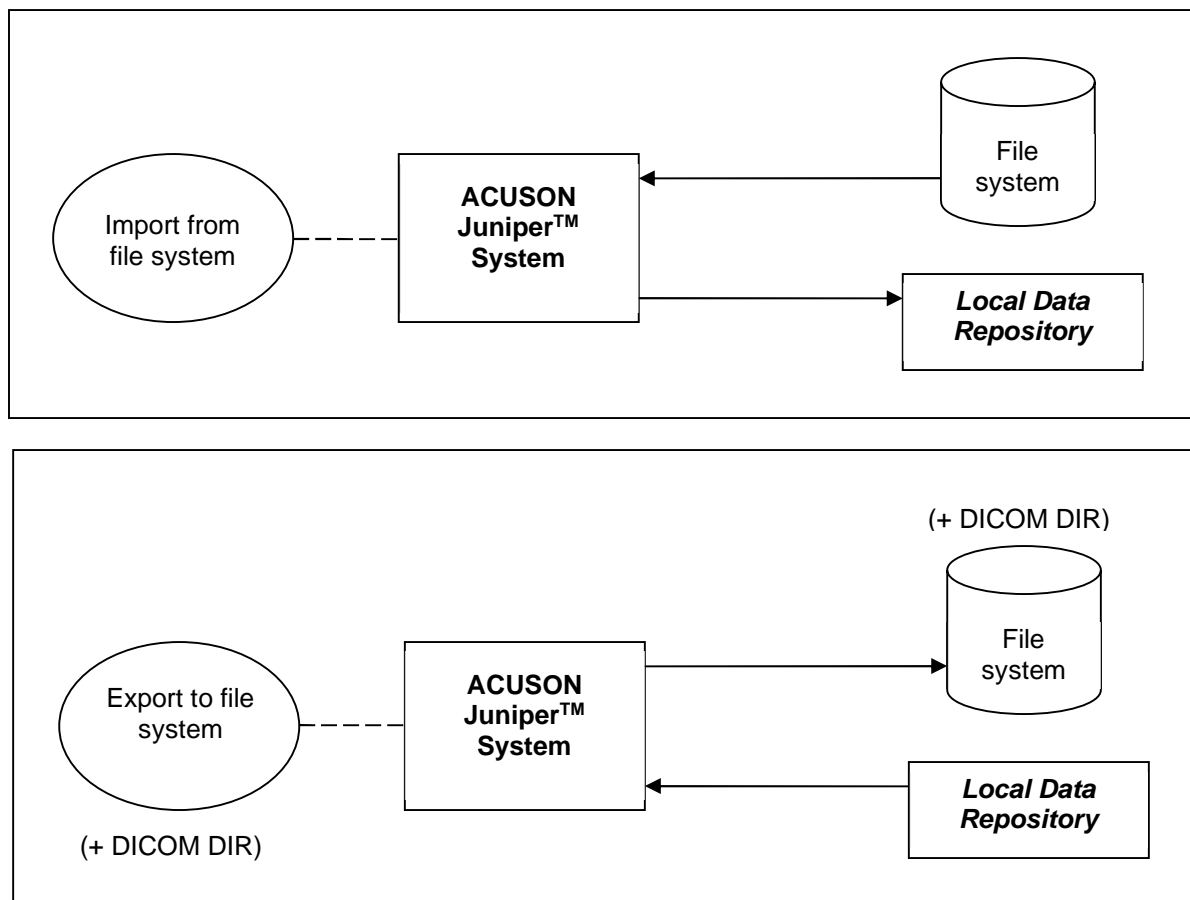 Import from
file system
ACUSON
Juniper™
System
File
system
Local Data
Repository
(+ DICOM DIR)
Export to file
system
(+ DICOM DIR)
ACUSON
Juniper™
System
File
system
Local Data
Repository